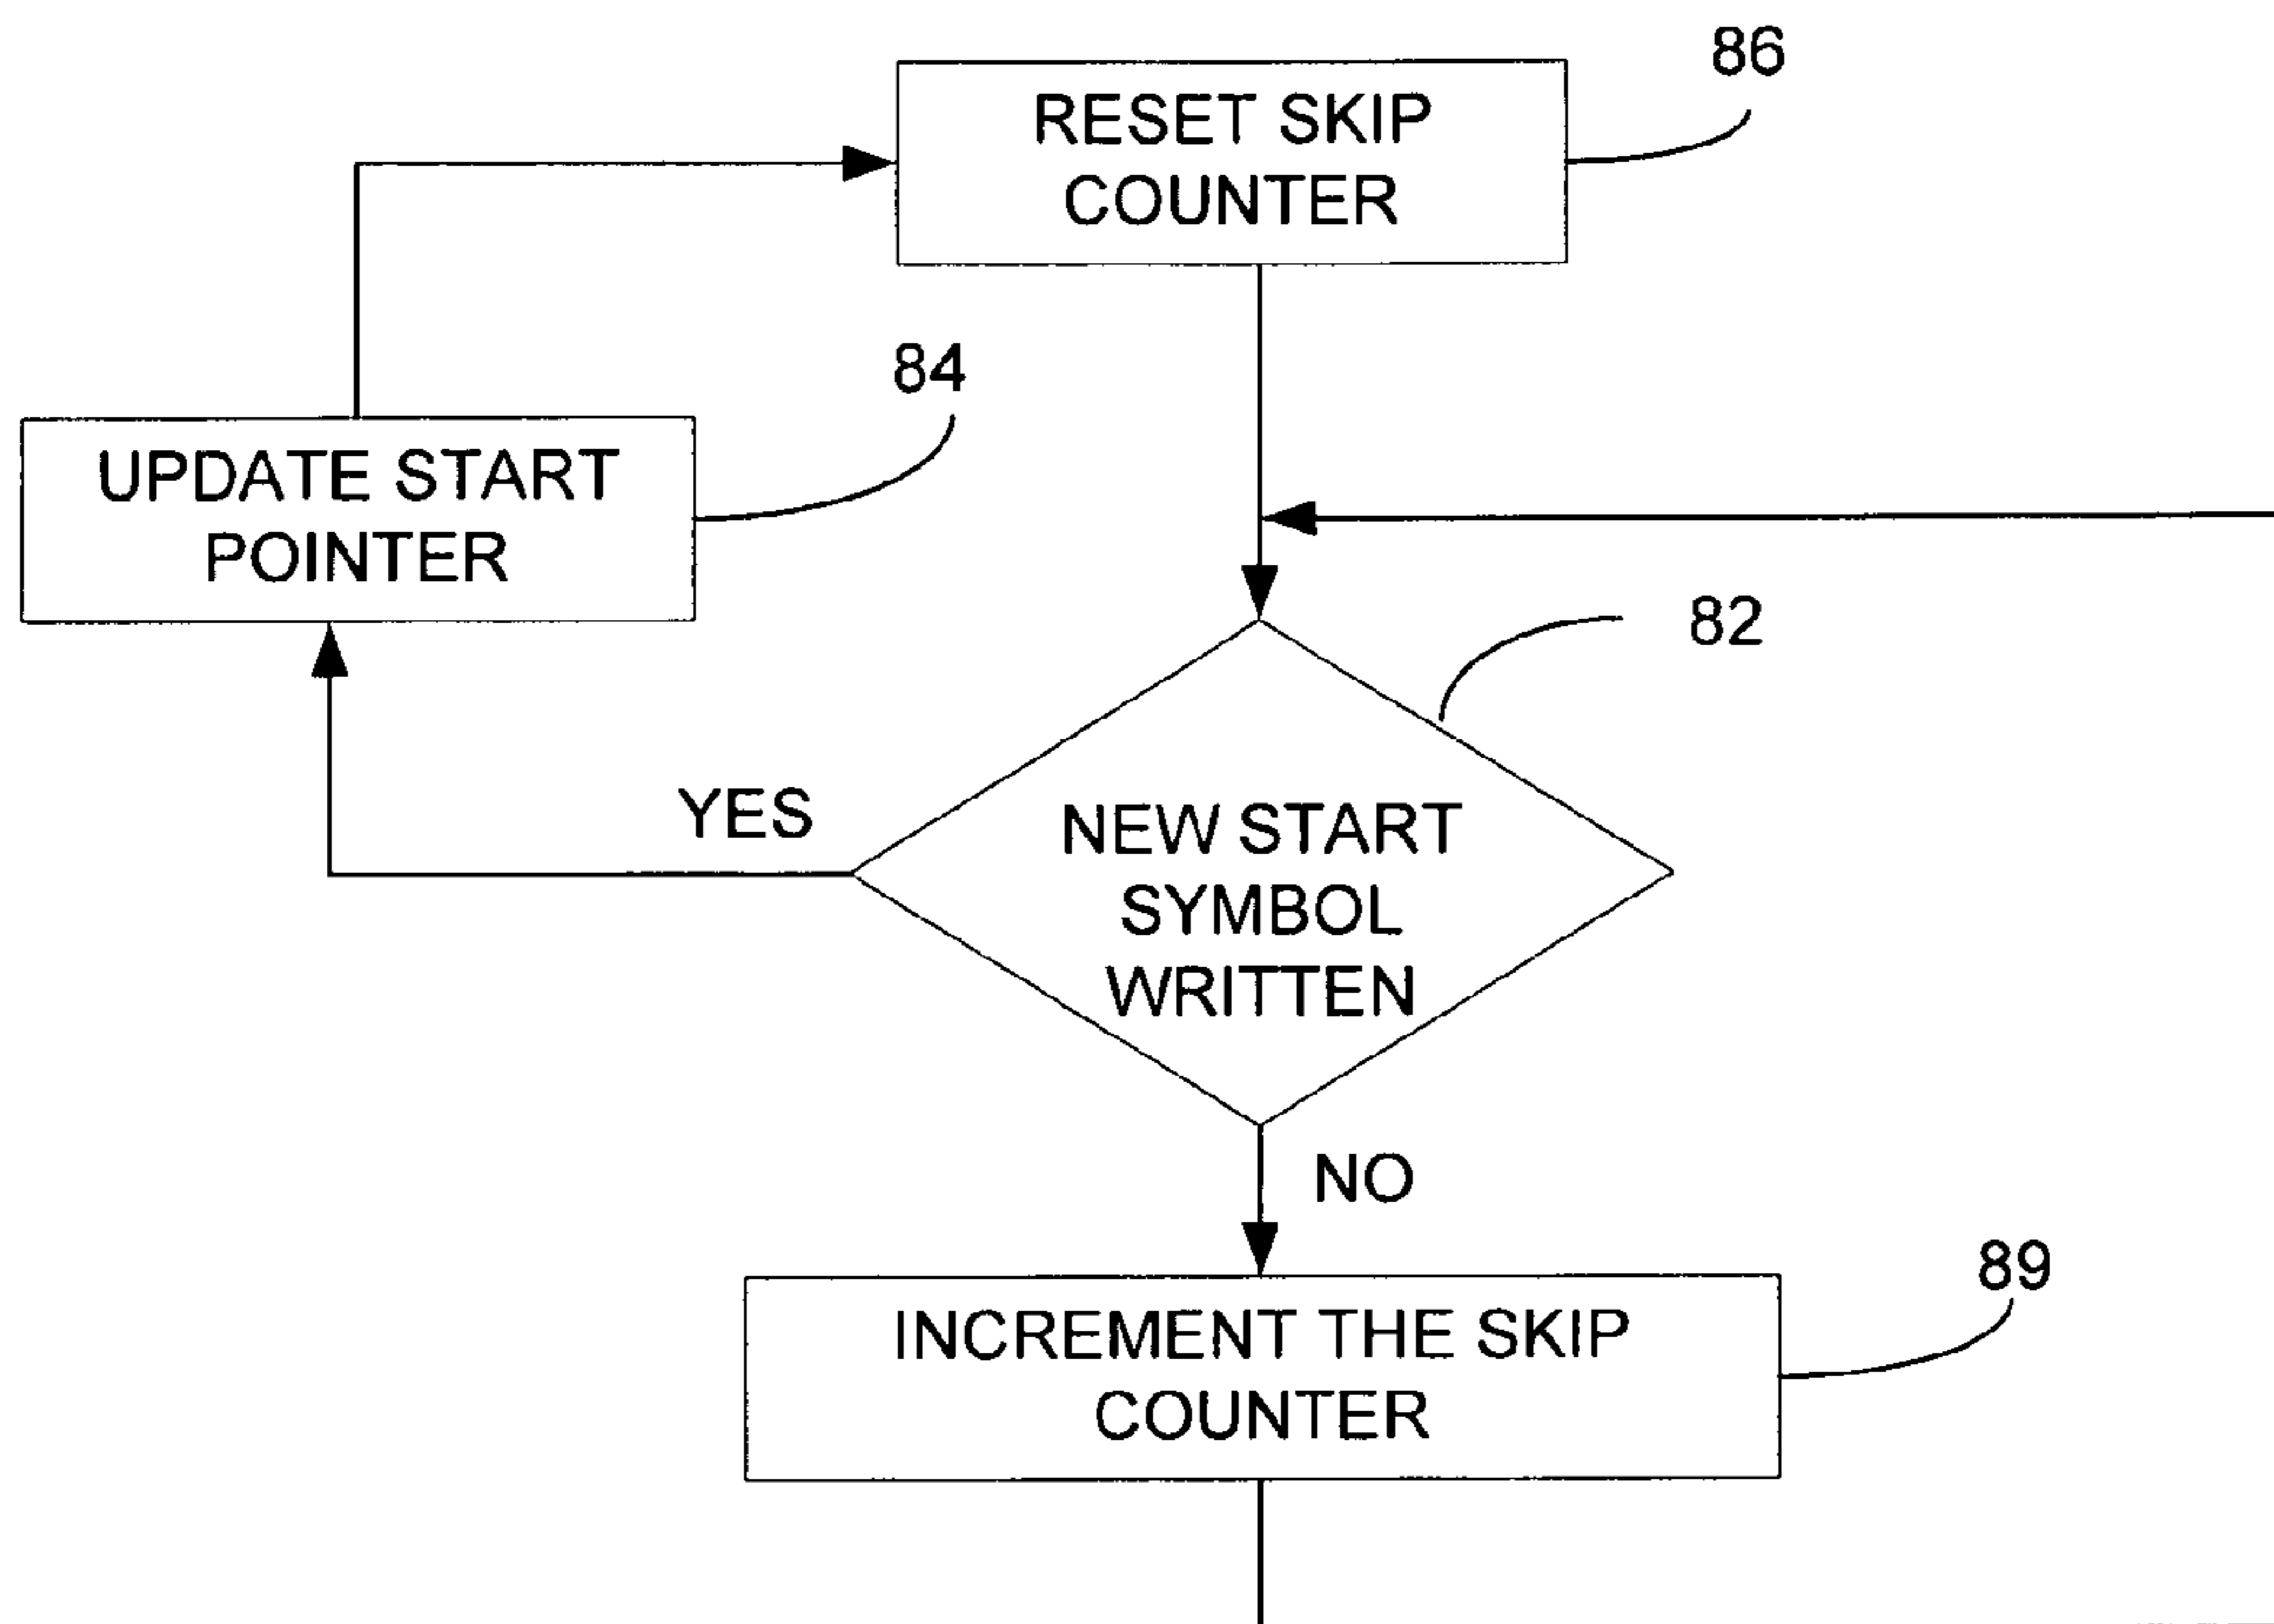 86
RESET SKIP
COUNTER
84
UPDATE START
POINTER
82
YES
NEW START
SYMBOL
WRITTEN
NO
89
INCREMENT THE SKIP
COUNTER